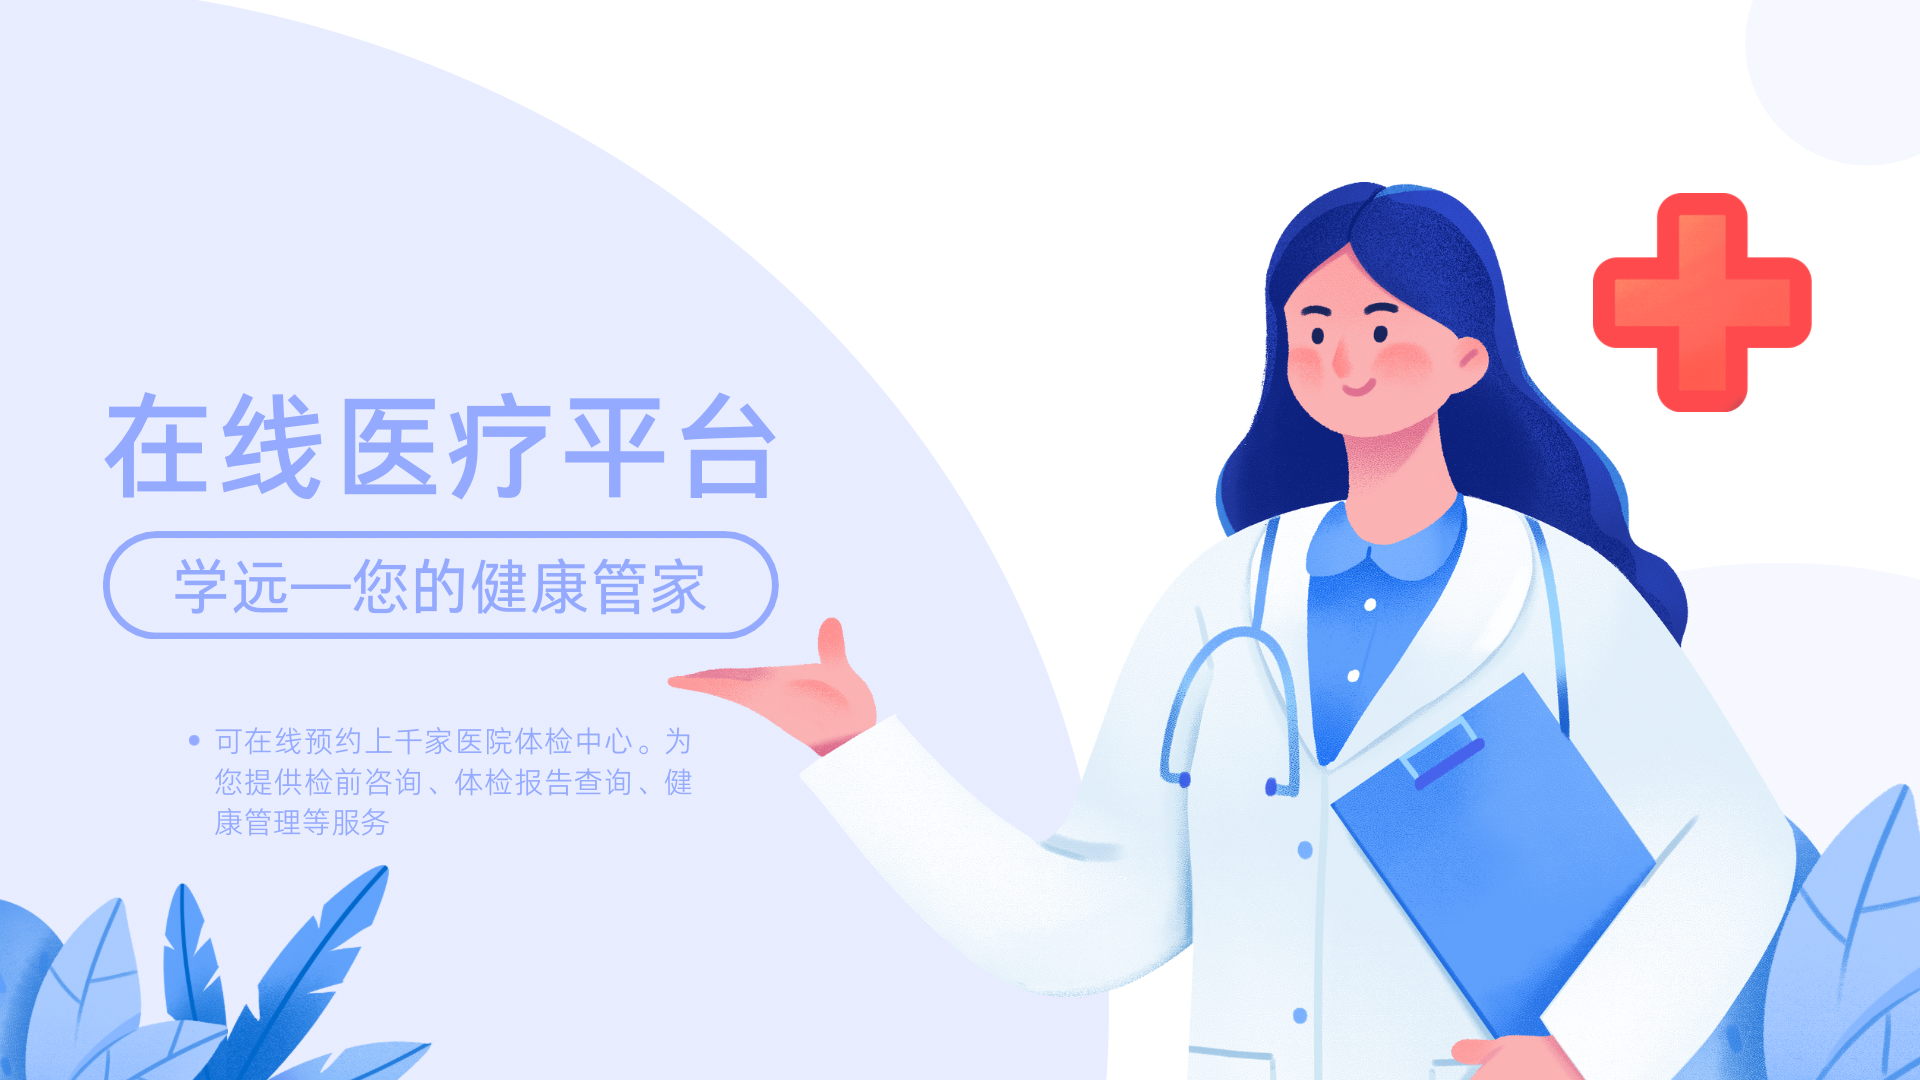 在线医疗平台
学远—您的健康管家
可在线预约上千家医院体检中心。为
您提供检前咨询、体检报告查询、健
康管理等服务